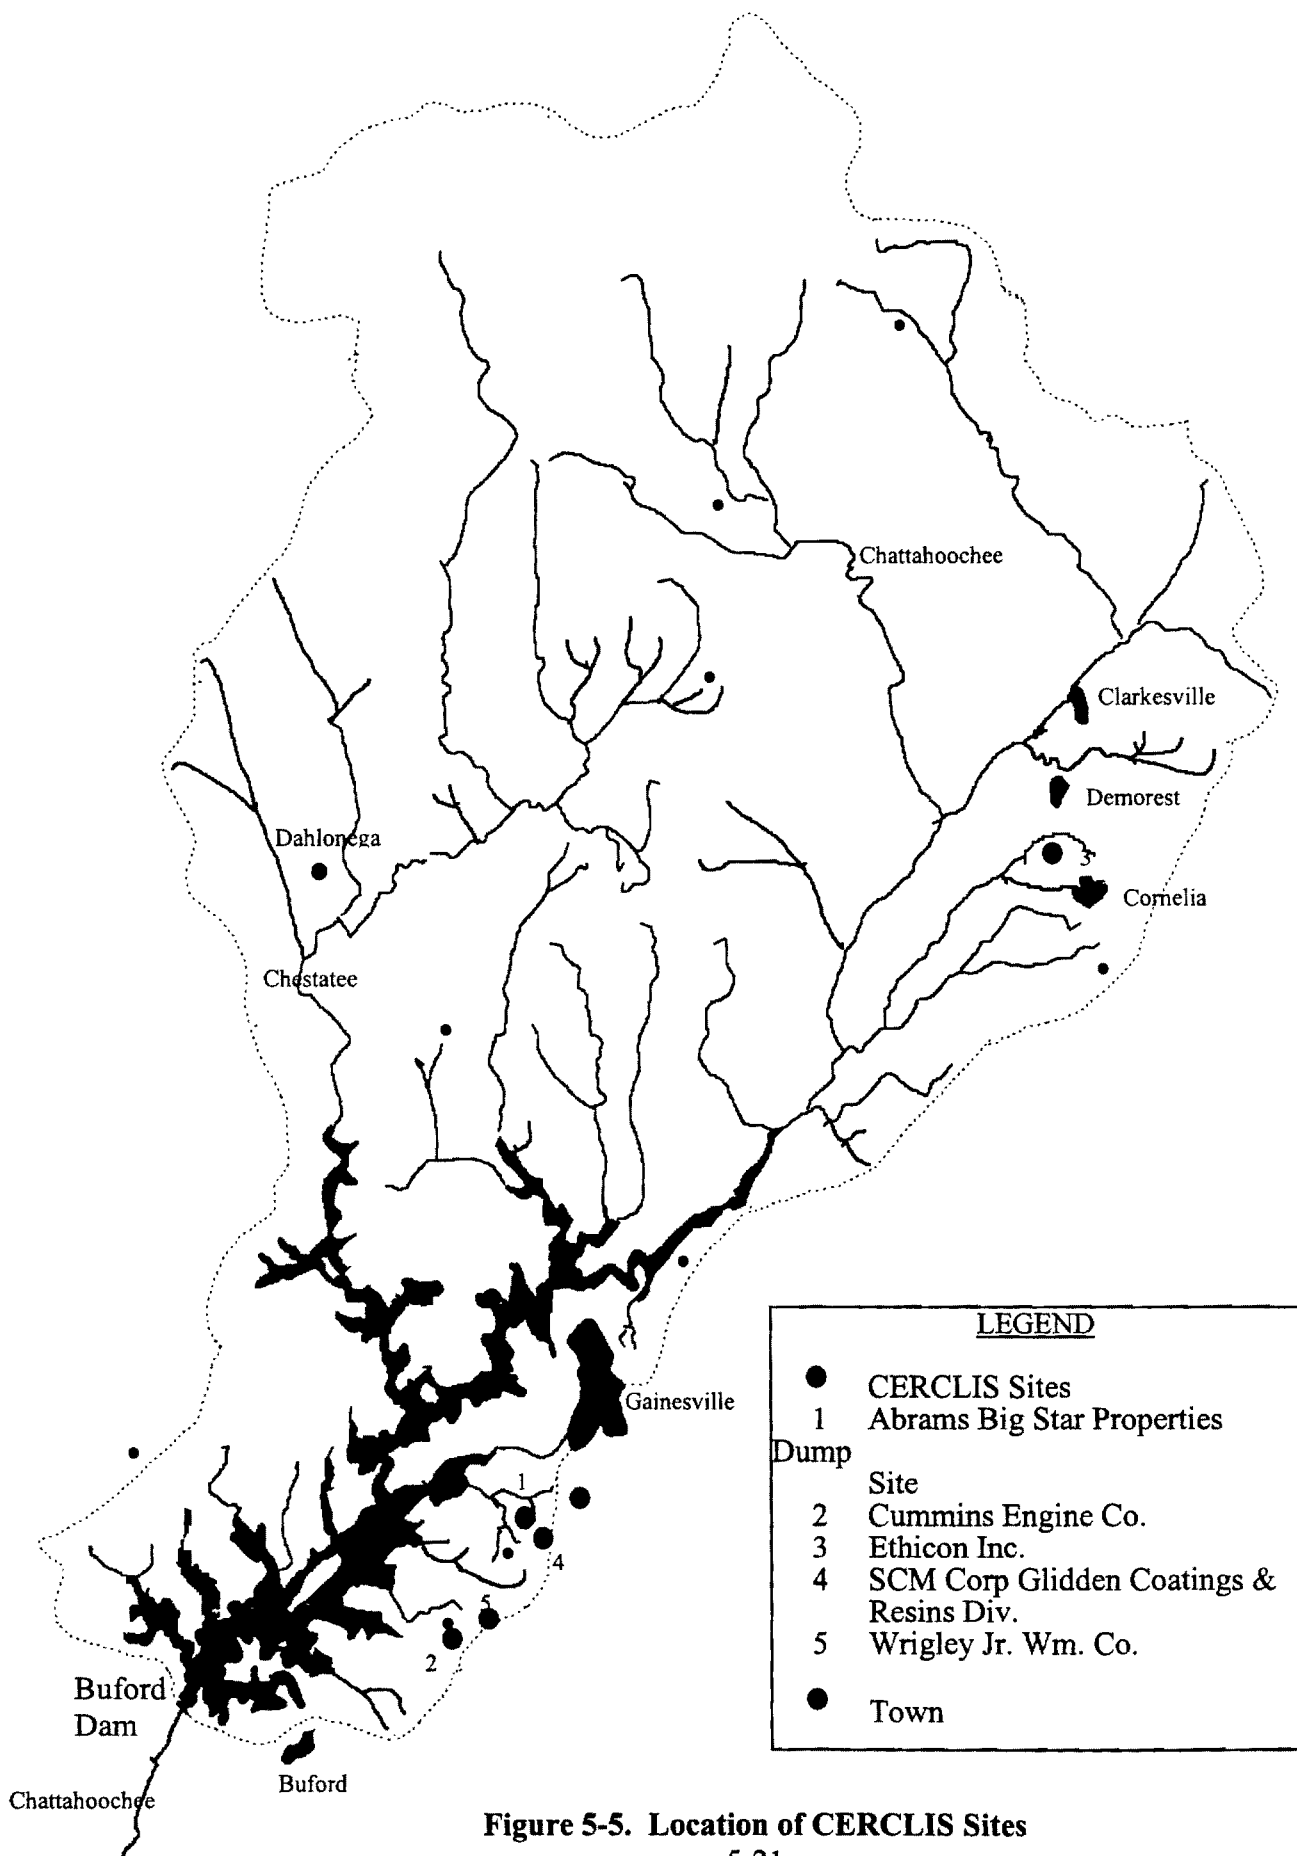 Chattahoochee
Clarkesville
Demorest
Dahlonega
3
Cornelia
Chestatee
LEGEND
CERCLIS Sites
1 Abrams Big Star Properties
Dump
Site
2 Cummins Engine Co.
3 Ethicon Inc.
4 SCM Corp Glidden Coatings &
Resins Div.
5 Wrigley Jr. Wm. Co.
Town
Gainesville
1
4
5
2
Buford
Dam
Buford
Chattahoochee
Figure 5-5. Location of CERCLIS Sites